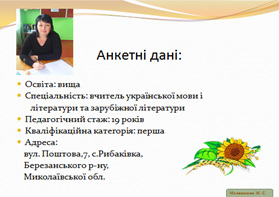 Анкетні дані:
Освіта: вища
Спеціальність: вчитель української мови і
літератури та зарубіжної літератури
Педагогічний стаж: 19 років
Кваліфікаційна категорія: перша
Адреса:
вул. Поштова,7, с.Рибаківка,
Березанського р-ну,
Миколаївської обл.